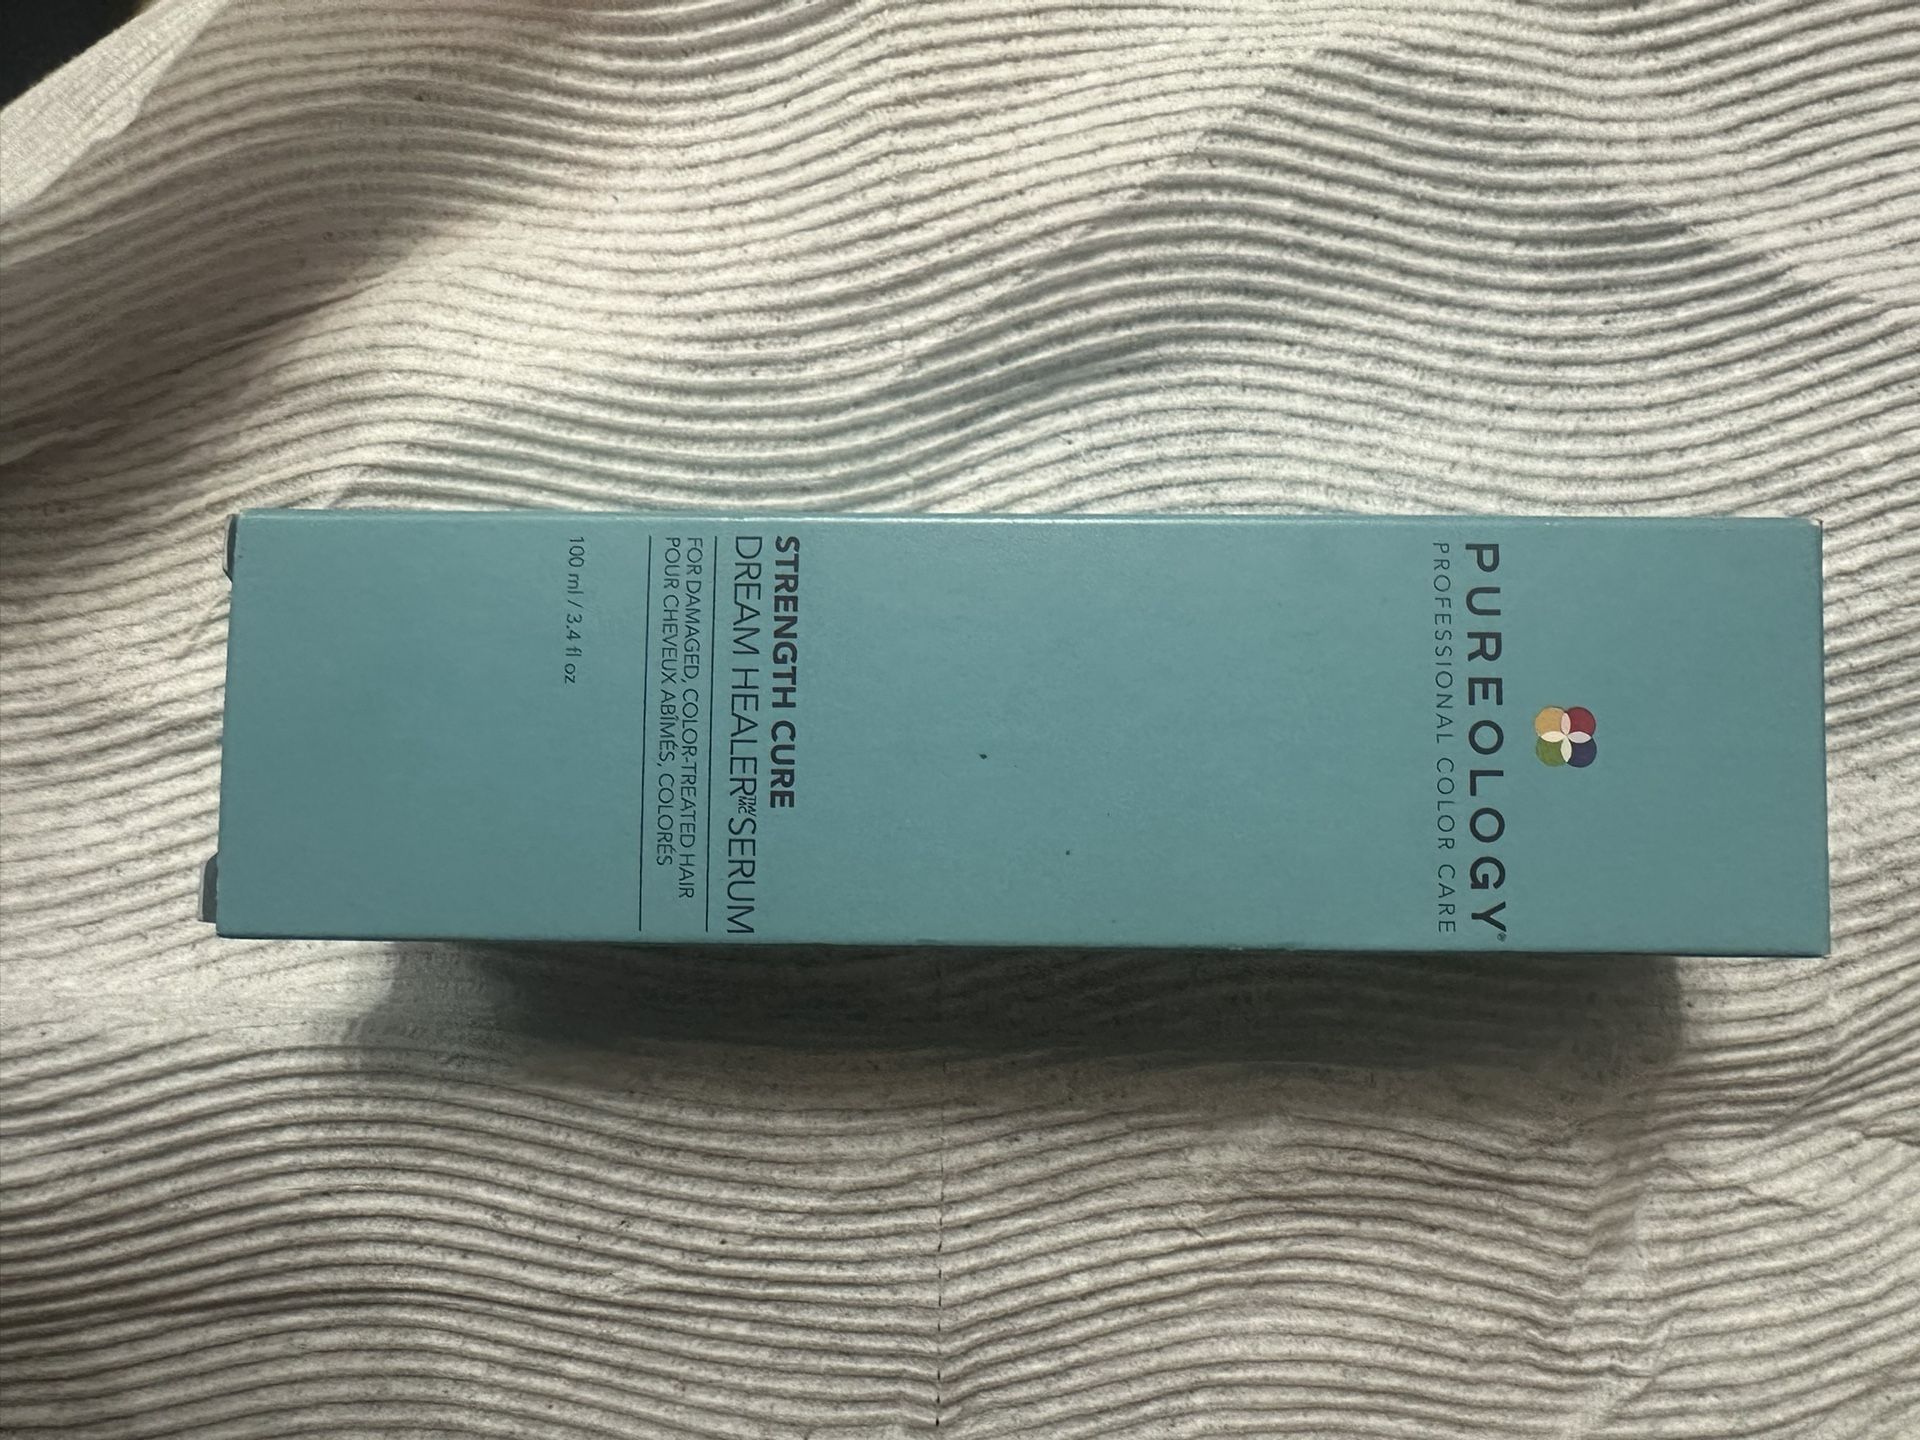 PUREOLOGY®
PROFESSIONAL COLOR CARE
STRENGTH CURE
DREAM HEALER™MC SERUM
FOR DAMAGED, COLOR-TREATED HAIR
POUR CHEVEUX ABÎMÉS, COLORÉS
100 ml / 3.4 fl oz